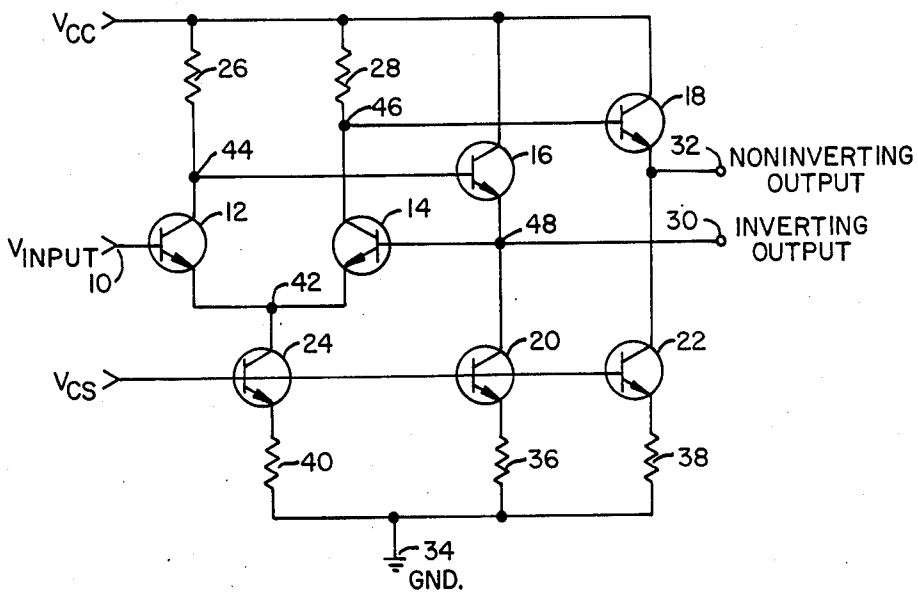 VCC
26
28
18
46
44
16
32
NONINVERTING
OUTPUT
12
14
30
INVERTING
OUTPUT
48
VINPUT
10
42
24
20
22
VCS
40
36
38
34
GND.